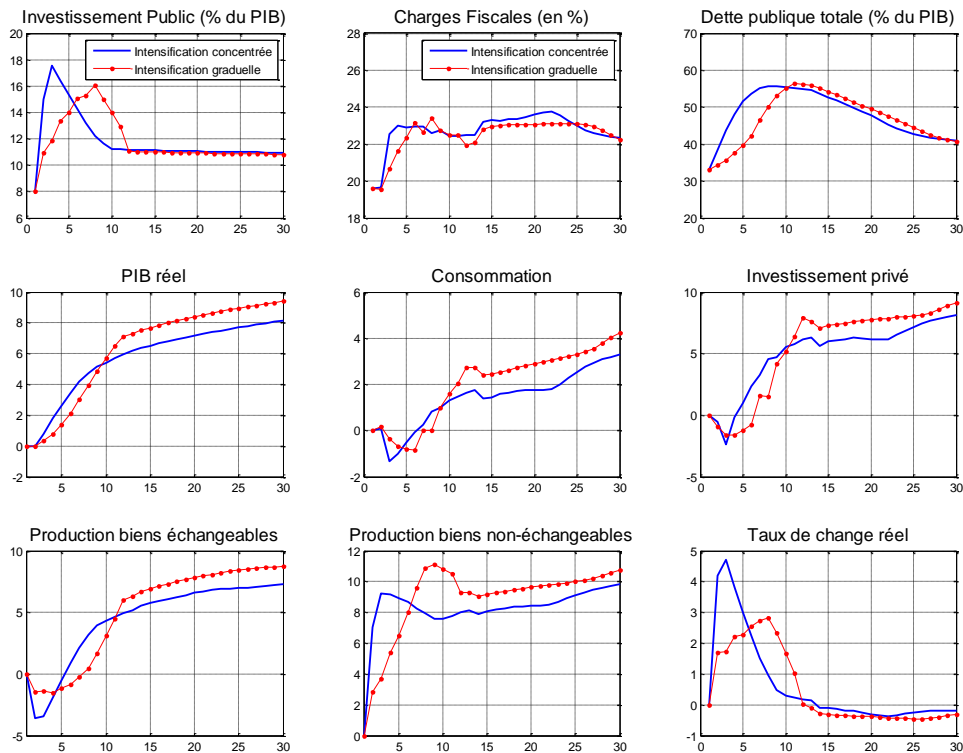 Investissement Public (% du PIB)
20
18
16
14
12
10
8
6
0 5 10 15 20 25 30
Intensification concentrée
Intensification graduelle
Charges Fiscales (en %)
28
26
24
22
20
18
0 5 10 15 20 25 30
Intensification concentrée
Intensification graduelle
Dette publique totale (% du PIB)
70
60
50
40
30
20
0 5 10 15 20 25 30
PIB réel
10
8
6
4
2
0
-2
5 10 15 20 25 30
Consommation
6
4
2
0
-2
0 5 10 15 20 25 30
Investissement privé
10
5
0
-5
0 5 10 15 20 25 30
Production biens échangeables
10
5
0
-5
5 10 15 20 25 30
Production biens non-échangeables
12
10
8
6
4
2
0
0 5 10 15 20 25 30
Taux de change réel
5
4
3
2
1
0
-1
0 5 10 15 20 25 30